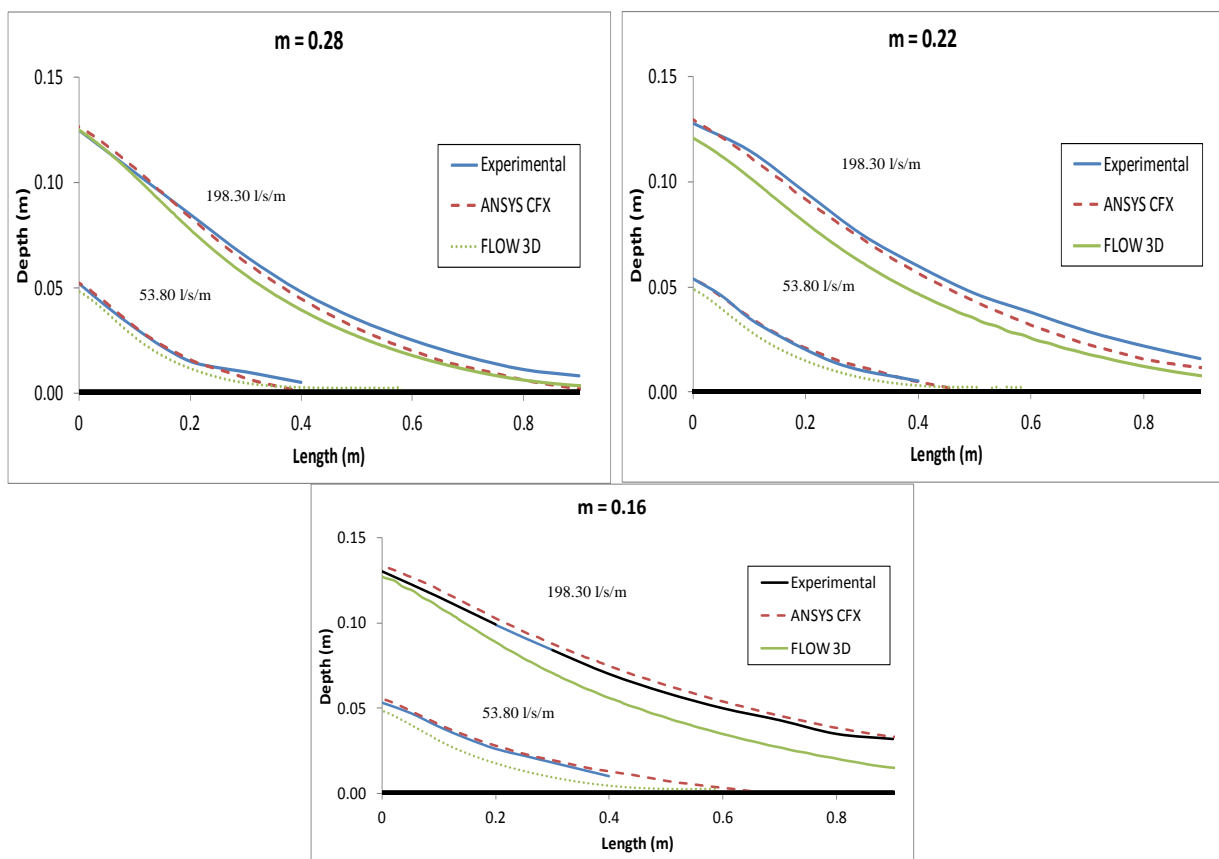 m = 0.28
0.15
0.10
0.05
0.00
Depth (m)
0
0.2
0.4
0.6
0.8
Length (m)
198.30 l/s/m
53.80 l/s/m
Experimental
ANSYS CFX
FLOW 3D
m = 0.22
0.15
0.10
0.05
0.00
Depth (m)
0
0.2
0.4
0.6
0.8
Length (m)
198.30 l/s/m
53.80 l/s/m
Experimental
ANSYS CFX
FLOW 3D
m = 0.16
0.15
0.10
0.05
0.00
Depth (m)
0
0.2
0.4
0.6
0.8
Length (m)
198.30 l/s/m
53.80 l/s/m
Experimental
ANSYS CFX
FLOW 3D